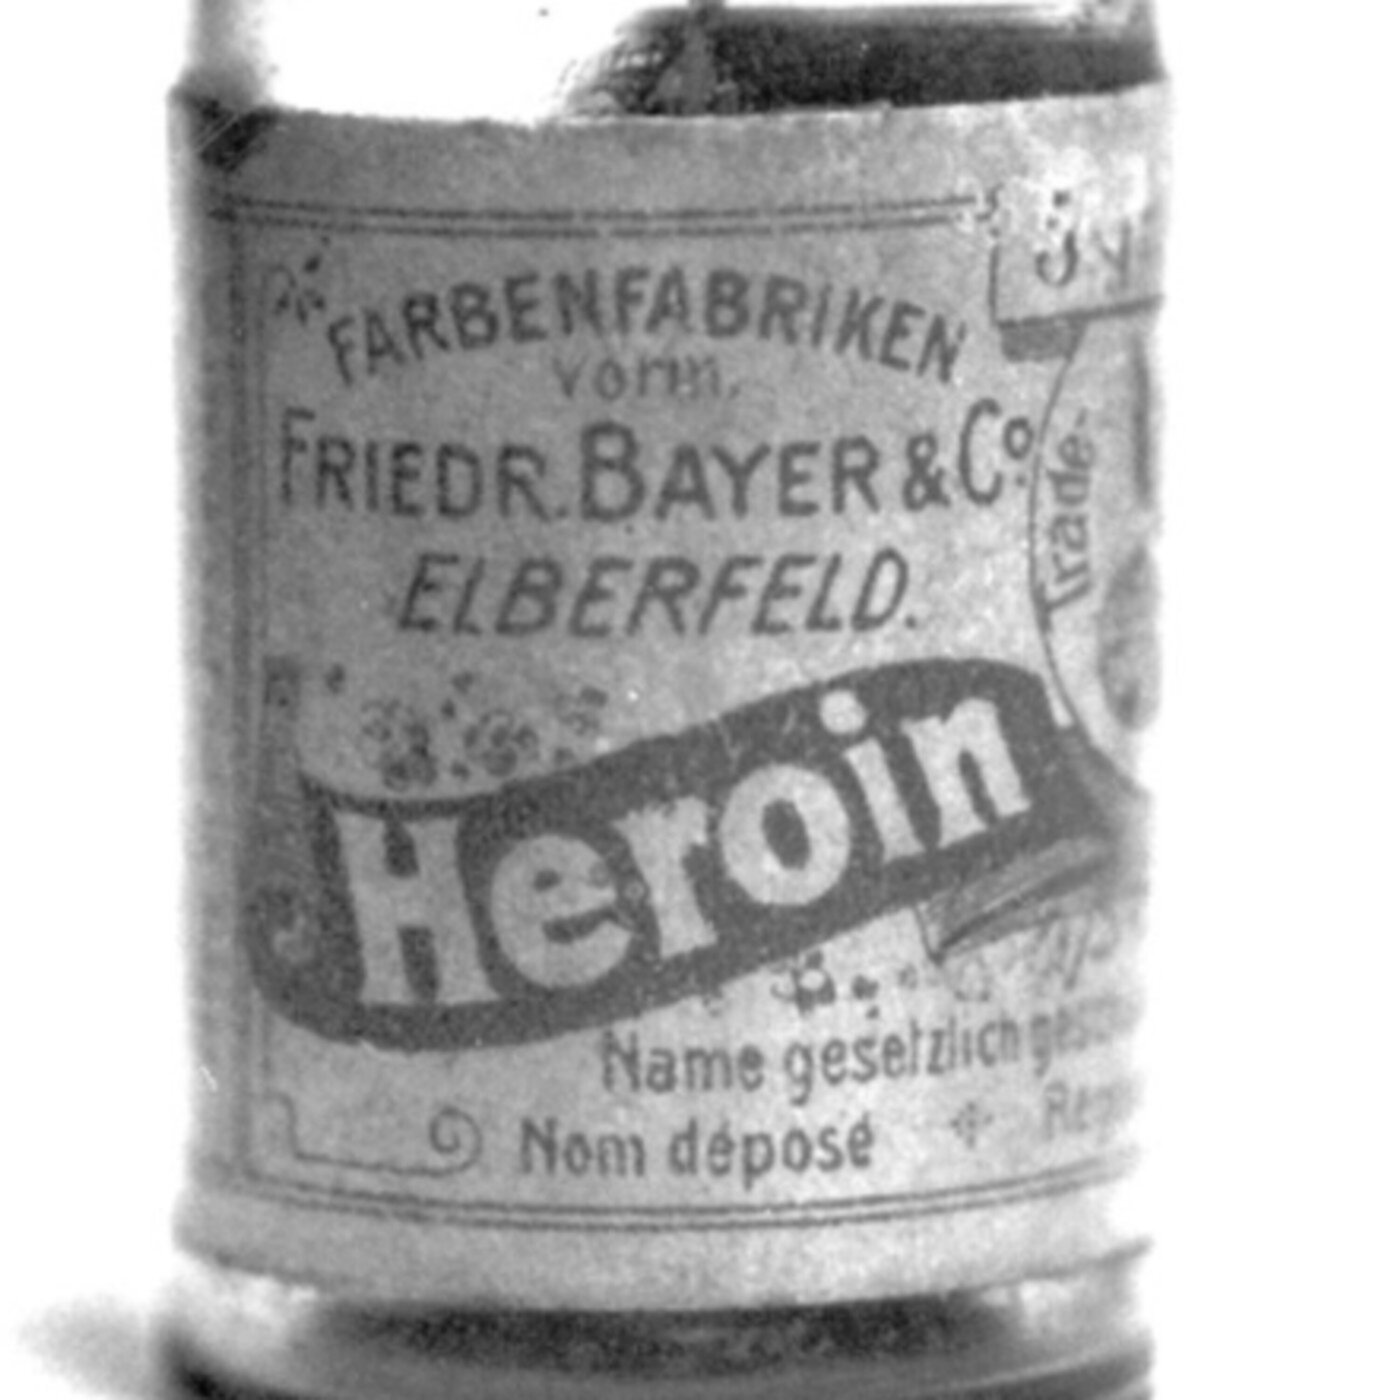 FARBENFABRIKEN
vorm.
FRIEDR. BAYER & Co.
ELBERFELD.
Trade-
Heroin
Name gesetzlich
Nom déposé